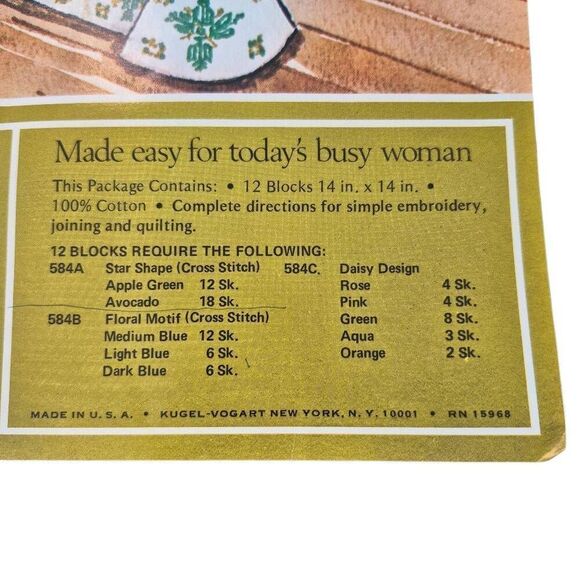 Made easy for today's busy woman
This Package Contains: • 12 Blocks 14 in. x 14 in. •
100% Cotton • Complete directions for simple embroidery,
joining and quilting.
12 BLOCKS REQUIRE THE FOLLOWING:
584A Star Shape (Cross Stitch)
Apple Green 12 Sk.
Avocado 18 Sk.
584B Floral Motif (Cross Stitch)
Medium Blue 12 Sk.
Light Blue 6 Sk.
Dark Blue 6 Sk.
584C. Daisy Design
Rose 4 Sk.
Pink 4 Sk.
Green 8 Sk.
Aqua 3 Sk.
Orange 2 Sk.
MADE IN U.S.A. • KUGEL-VOGART NEW YORK, N.Y. 10001 • RN 15968